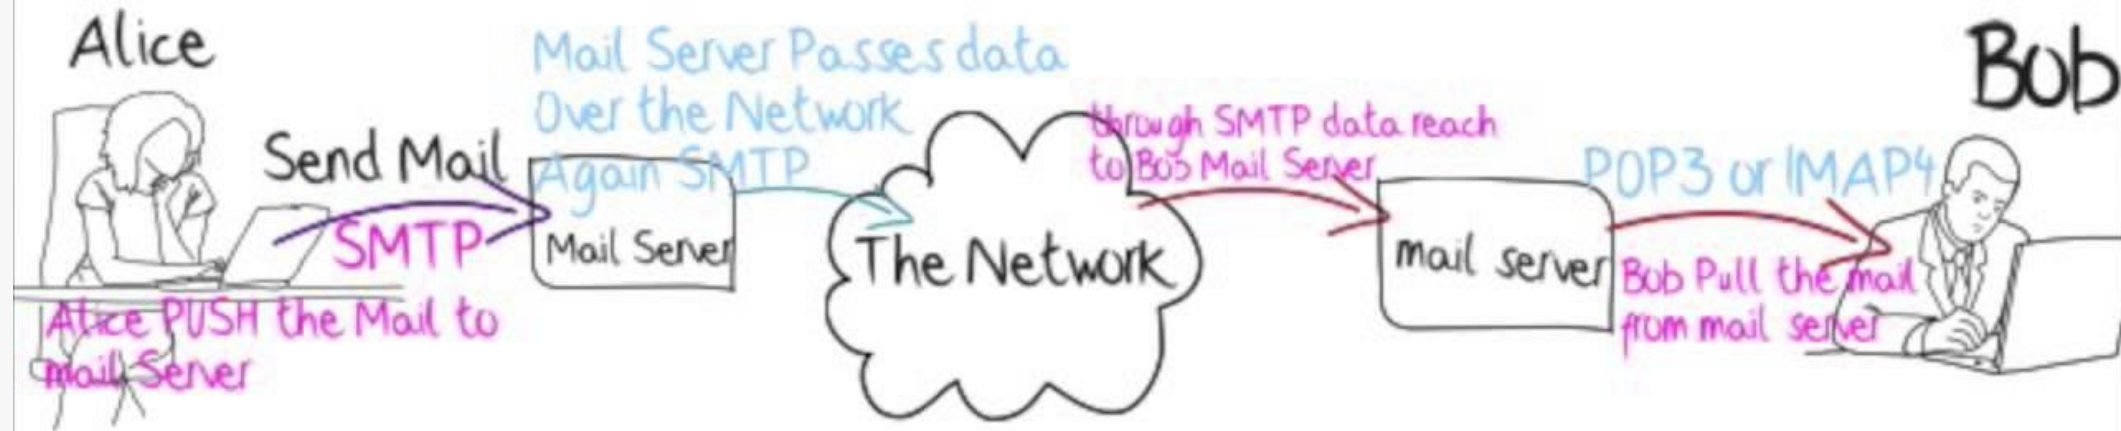 Alice
Send Mail
SMTP
Alice PUSH the Mail to
mail Server
Mail Server Passes data
Over the Network
Again SMTP
Mail Server
The Network
through SMTP data reach
to Bob Mail Server
mail server
POP3 or IMAP4
Bob Pull the mail
from mail server
Bob